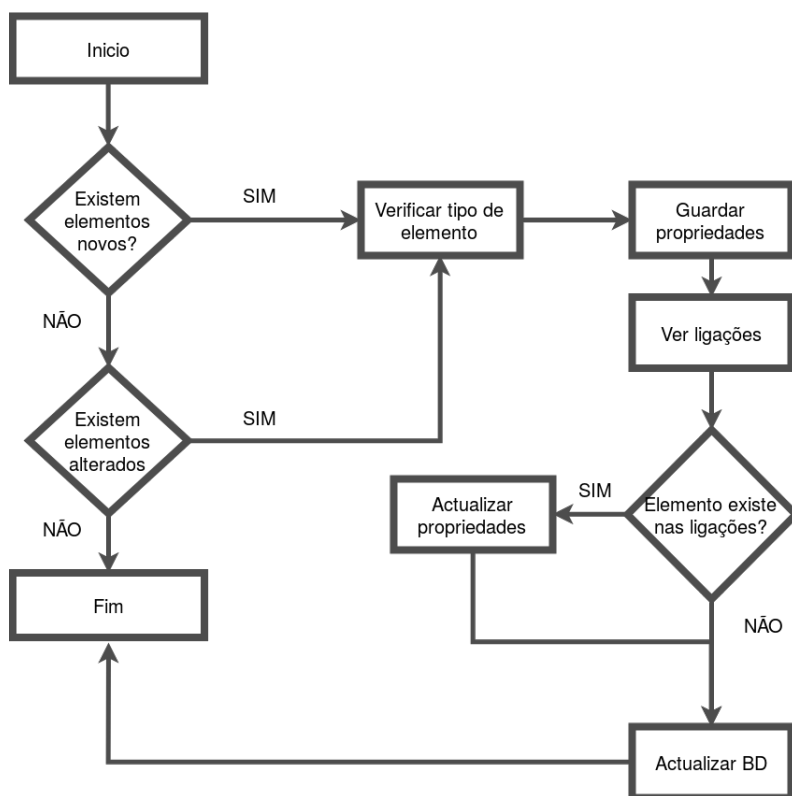 Inicio
Existem
elementos
novos?
SIM
Verificar tipo de
elemento
Guardar
propriedades
NÃO
Ver ligações
Existem
elementos
alterados
SIM
Actualizar
propriedades
SIM
Elemento existe
nas ligações?
NÃO
Fim
NÃO
Actualizar BD